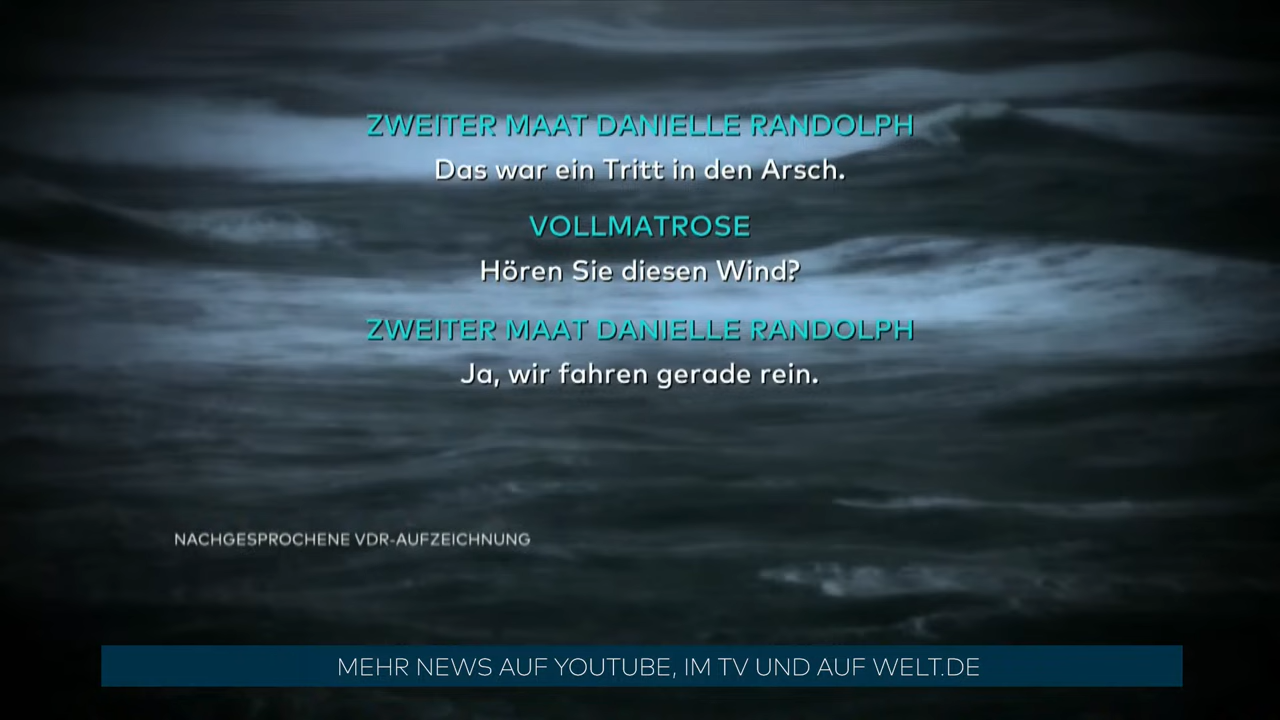 ZWEITER MAAT DANIELLE RANDOLPH
Das war ein Tritt in den Arsch.
VOLLMATROSE
Hören Sie diesen Wind?
ZWEITER MAAT DANIELLE RANDOLPH
Ja, wir fahren gerade rein.
NACHGESPROCHENE VDR-AUFZEICHNUNG
MEHR NEWS AUF YOUTUBE, IM TV UND AUF WELT.DE